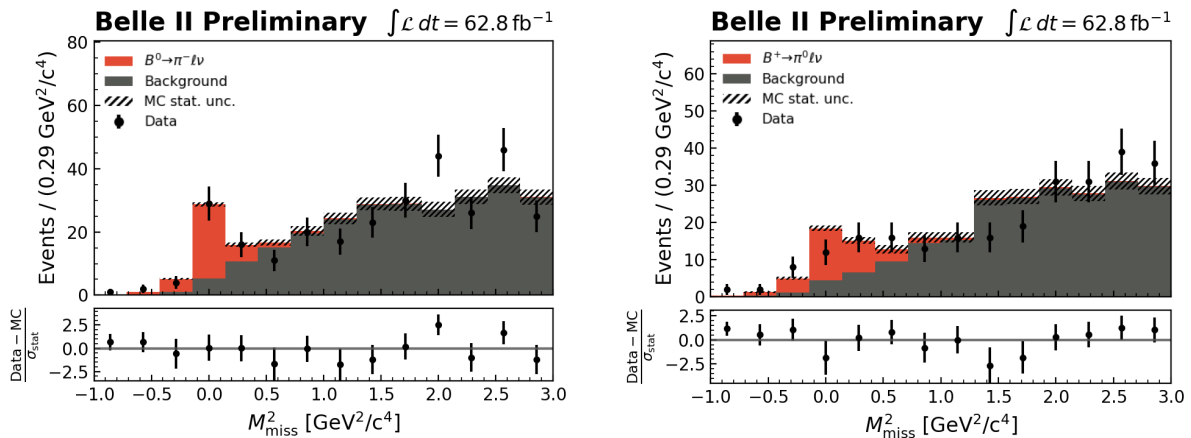 Belle II Preliminary ∫ℒ dt = 62.8 fb⁻¹
80
60
40
20
0
Events / (0.29 GeV²/c⁴)
B⁰→π⁻ℓν
Background
MC stat. unc.
Data
2.5
0.0
−2.5
Data − MC
σstat
−1.0 −0.5 0.0 0.5 1.0 1.5 2.0 2.5 3.0
M²miss [GeV²/c⁴]
Belle II Preliminary ∫ℒ dt = 62.8 fb⁻¹
60
50
40
30
20
10
0
Events / (0.29 GeV²/c⁴)
B⁺→π⁰ℓν
Background
MC stat. unc.
Data
2.5
0.0
−2.5
Data − MC
σstat
−1.0 −0.5 0.0 0.5 1.0 1.5 2.0 2.5 3.0
M²miss [GeV²/c⁴]